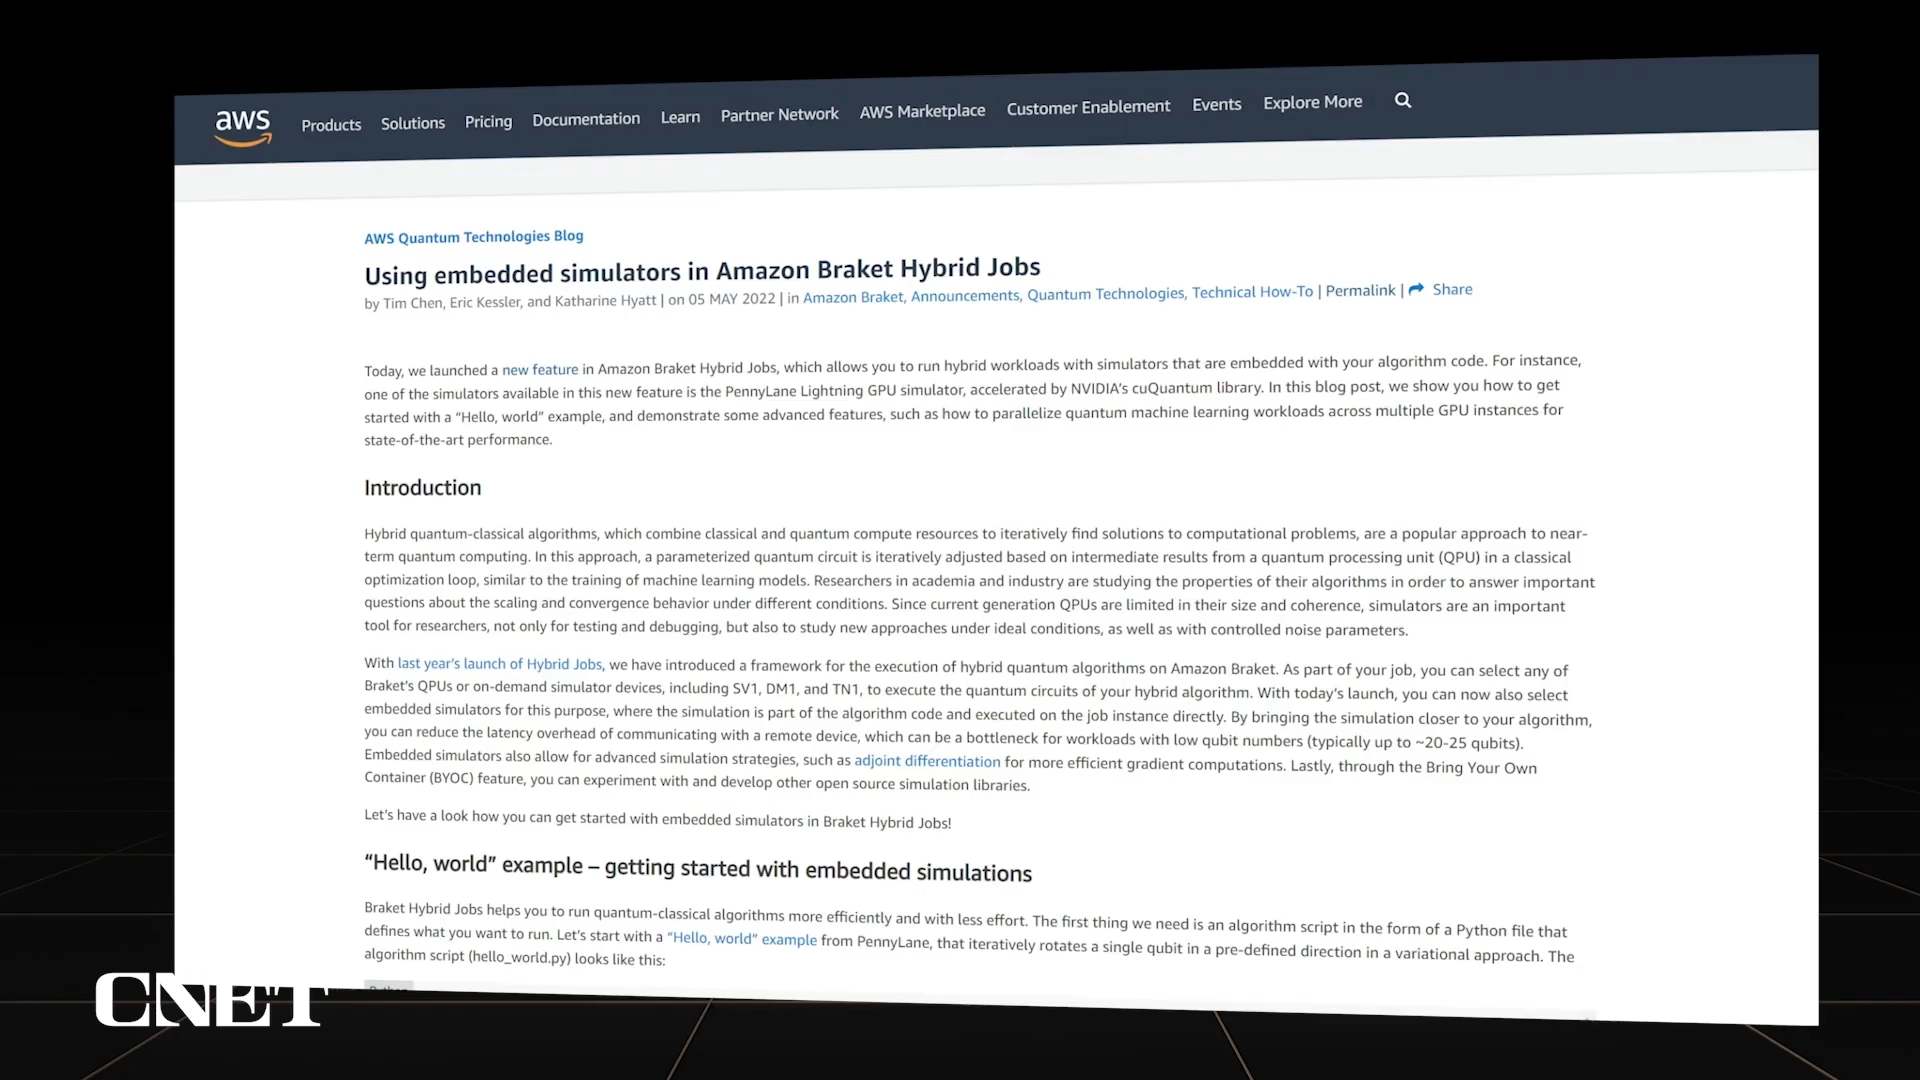 aws Products Solutions Pricing Documentation Learn Partner Network AWS Marketplace Customer Enablement Events Explore More
AWS Quantum Technologies Blog
Using embedded simulators in Amazon Braket Hybrid Jobs
by Tim Chen, Eric Kessler, and Katharine Hyatt | on 05 MAY 2022 | in Amazon Braket, Announcements, Quantum Technologies, Technical How-To | Permalink | Share
Today, we launched a new feature in Amazon Braket Hybrid Jobs, which allows you to run hybrid workloads with simulators that are embedded with your algorithm code. For instance,
one of the simulators available in this new feature is the PennyLane Lightning GPU simulator, accelerated by NVIDIA's cuQuantum library. In this blog post, we show you how to get
started with a “Hello, world” example, and demonstrate some advanced features, such as how to parallelize quantum machine learning workloads across multiple GPU instances for
state-of-the-art performance.
Introduction
Hybrid quantum-classical algorithms, which combine classical and quantum compute resources to iteratively find solutions to computational problems, are a popular approach to near-
term quantum computing. In this approach, a parameterized quantum circuit is iteratively adjusted based on intermediate results from a quantum processing unit (QPU) in a classical
optimization loop, similar to the training of machine learning models. Researchers in academia and industry are studying the properties of their algorithms in order to answer important
questions about the scaling and convergence behavior under different conditions. Since current generation QPUs are limited in their size and coherence, simulators are an important
tool for researchers, not only for testing and debugging, but also to study new approaches under ideal conditions, as well as with controlled noise parameters.
With last year's launch of Hybrid Jobs, we have introduced a framework for the execution of hybrid quantum algorithms on Amazon Braket. As part of your job, you can select any of
Braket's QPUs or on-demand simulator devices, including SV1, DM1, and TN1, to execute the quantum circuits of your hybrid algorithm. With today's launch, you can now also select
embedded simulators for this purpose, where the simulation is part of the algorithm code and executed on the job instance directly. By bringing the simulation closer to your algorithm,
you can reduce the latency overhead of communicating with a remote device, which can be a bottleneck for workloads with low qubit numbers (typically up to ~20-25 qubits).
Embedded simulators also allow for advanced simulation strategies, such as adjoint differentiation for more efficient gradient computations. Lastly, through the Bring Your Own
Container (BYOC) feature, you can experiment with and develop other open source simulation libraries.
Let's have a look how you can get started with embedded simulators in Braket Hybrid Jobs!
“Hello, world” example – getting started with embedded simulations
Braket Hybrid Jobs helps you to run quantum-classical algorithms more efficiently and with less effort. The first thing we need is an algorithm script in the form of a Python file that
defines what you want to run. Let's start with a “Hello, world” example from PennyLane, that iteratively rotates a single qubit in a pre-defined direction in a variational approach. The
algorithm script (hello_world.py) looks like this:
CNET